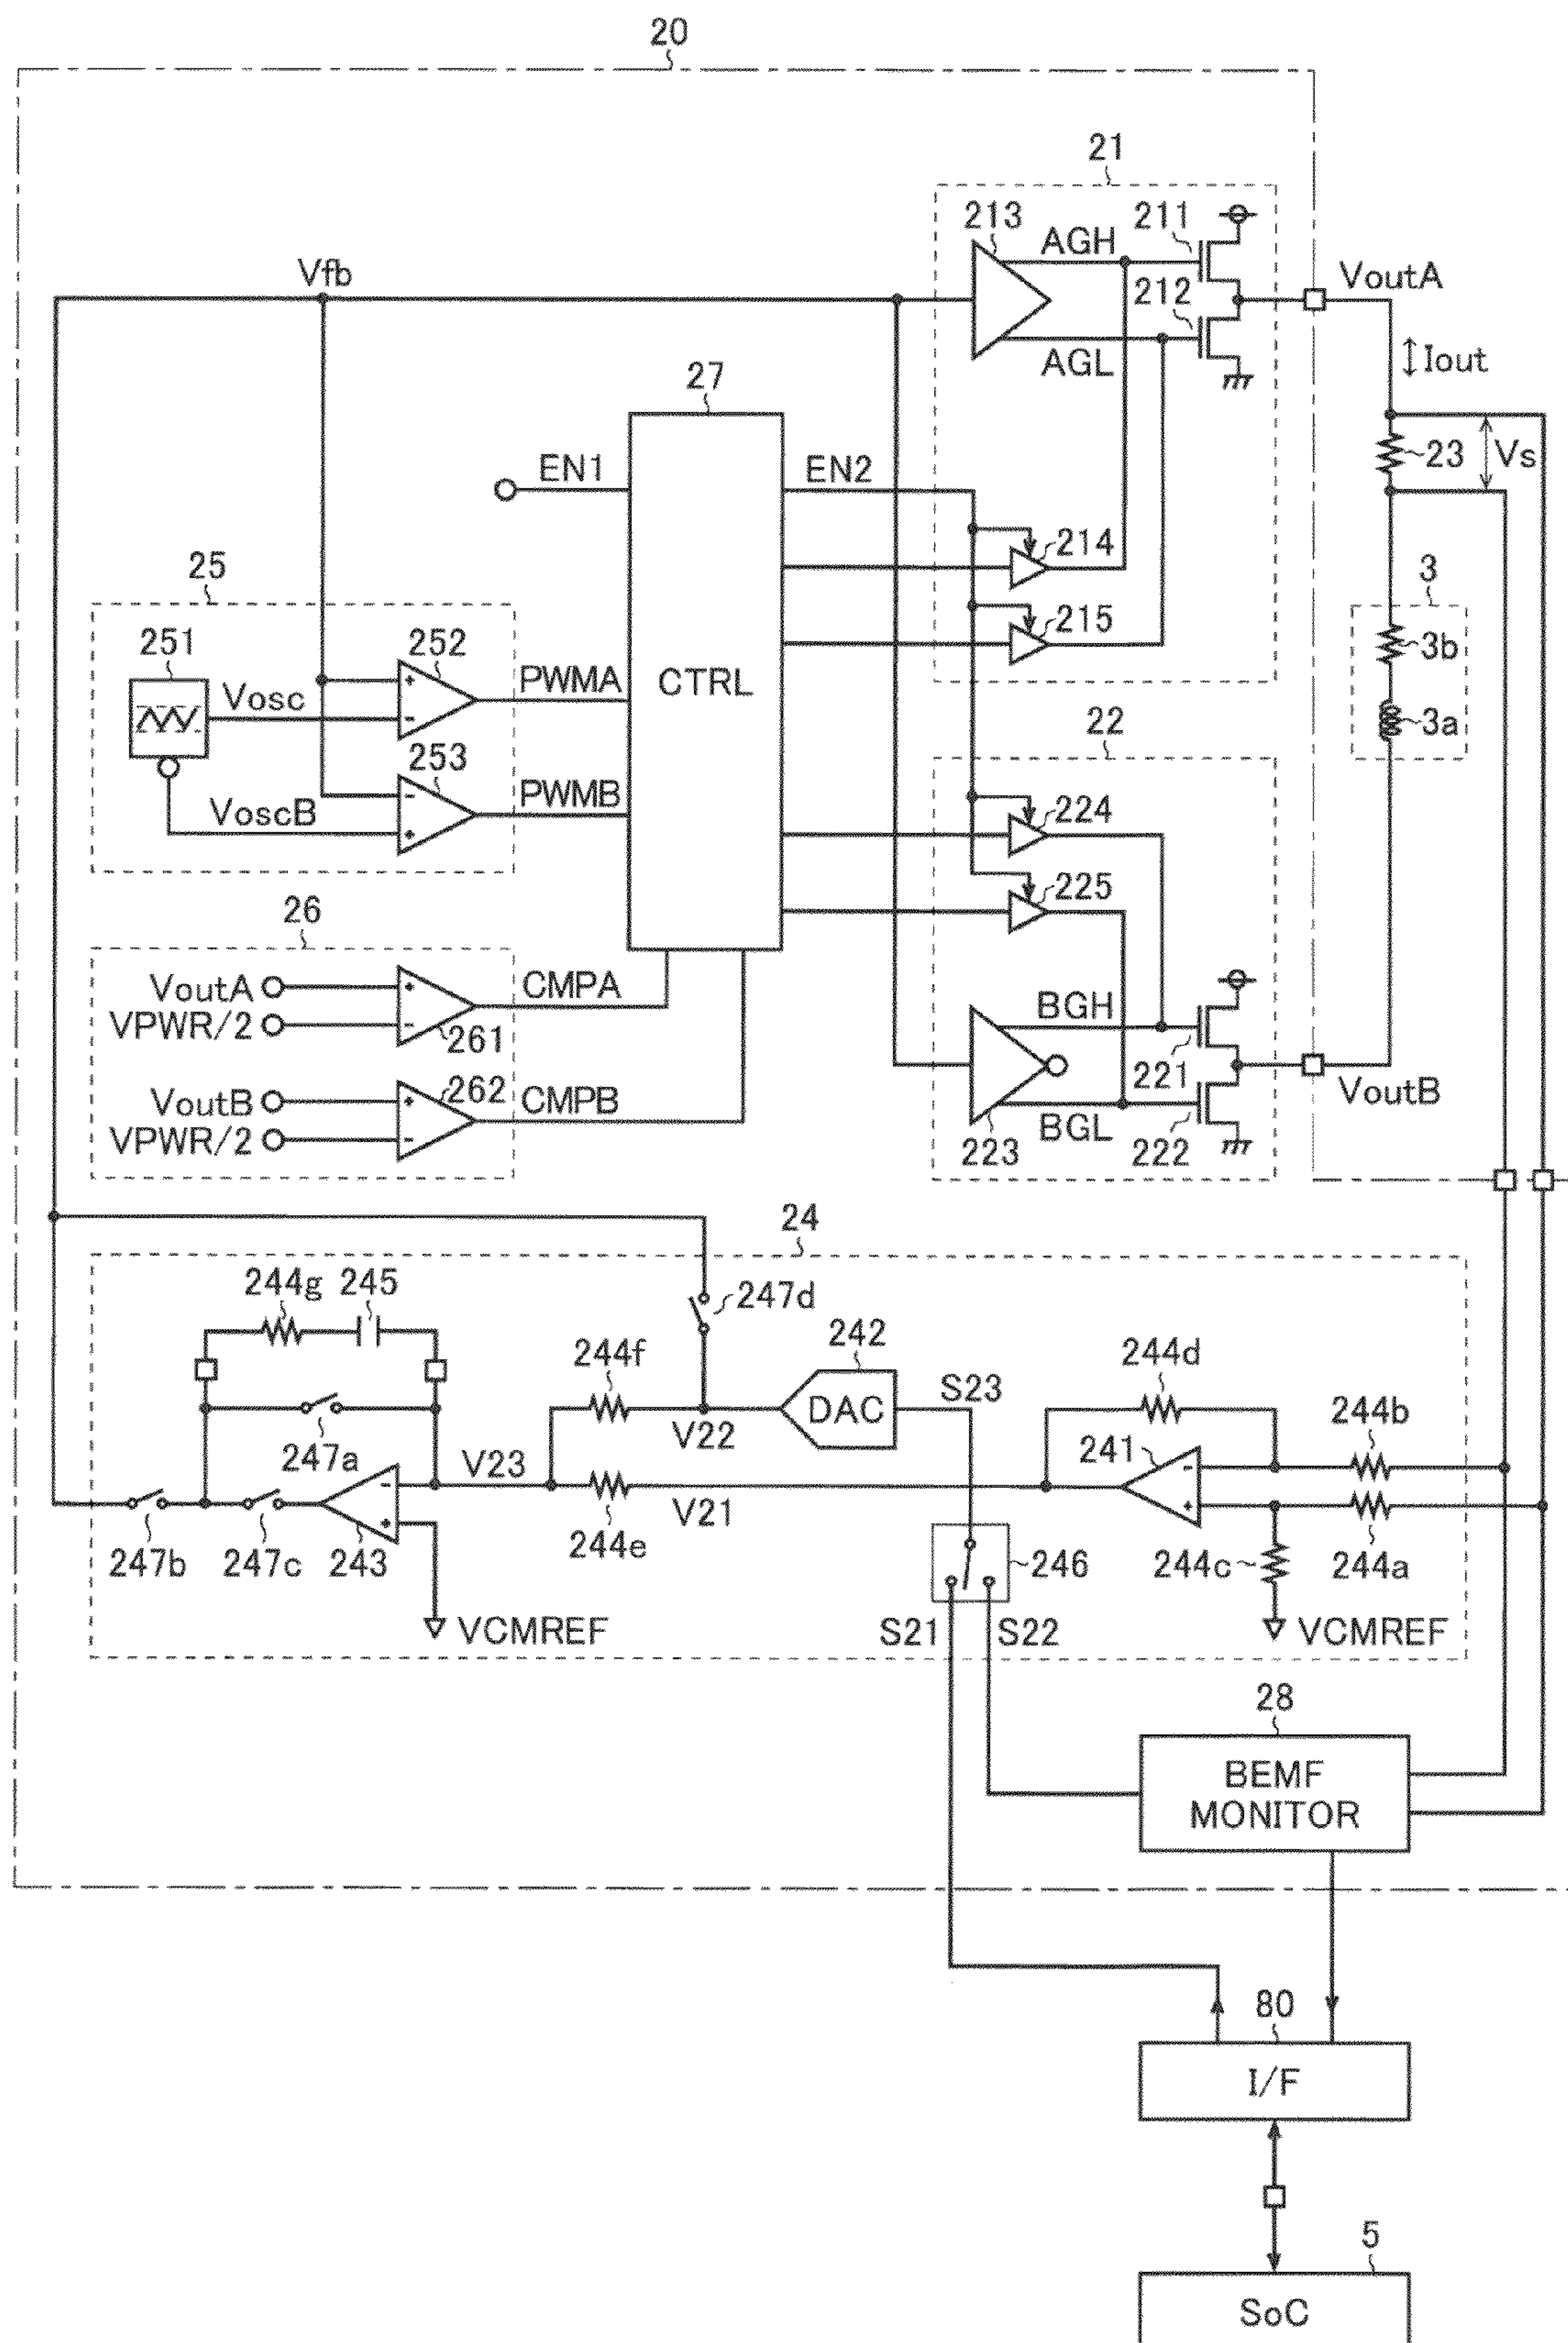 20
21
213
AGH
211
Vfb
VoutA
212
AGL
Iout
27
EN1
EN2
23
Vs
214
25
3
251
252
PWMA
215
3b
Vosc
CTRL
3a
253
22
PWMB
VoscB
224
26
225
VoutA
CMPA
VPWR/2
261
BGH
221
VoutB
262
CMPB
VoutB
VPWR/2
BGL
223
222
24
244g
245
247d
242
244f
244d
DAC
S23
244b
V22
241
247a
V23
V21
247b
247c
243
244e
246
244c
244a
VCMREF
S21
S22
VCMREF
28
BEMF
MONITOR
80
I/F
5
SoC